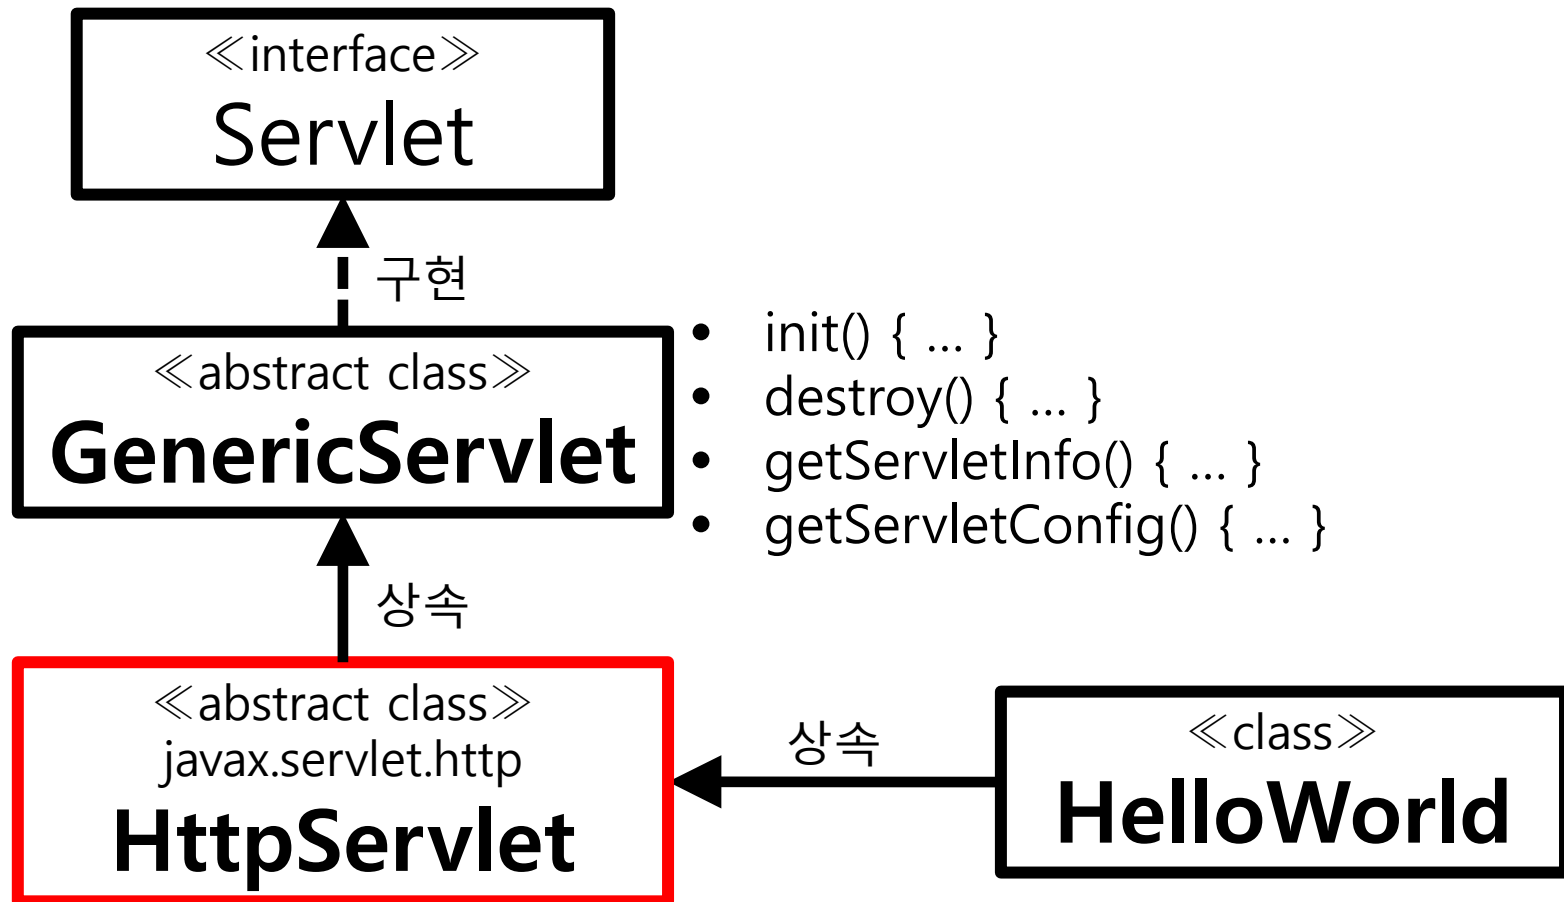 ≪interface≫
Servlet
구현
≪abstract class≫
GenericServlet
• init() { ... }
• destroy() { ... }
• getServletInfo() { ... }
• getServletConfig() { ... }
상속
≪abstract class≫
javax.servlet.http
HttpServlet
상속
≪class≫
HelloWorld